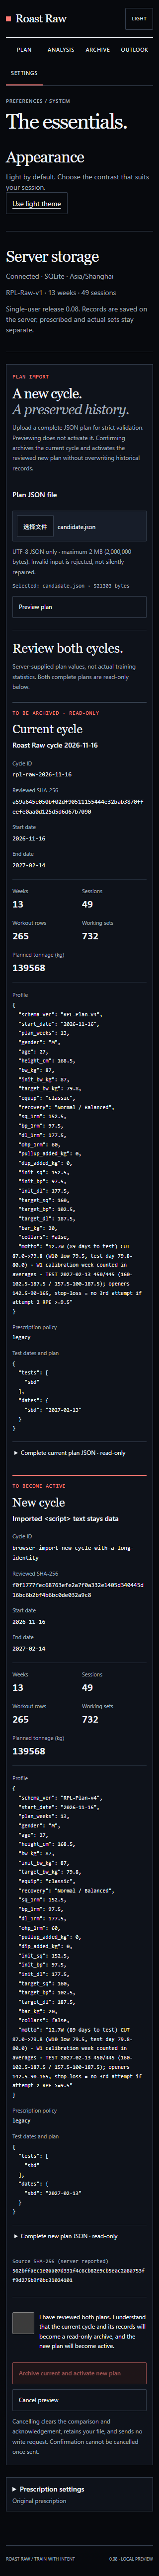 Roast Raw
LIGHT
PLAN
ANALYSIS
ARCHIVE
OUTLOOK
SETTINGS
PREFERENCES / SYSTEM
The essentials.
Appearance
Light by default. Choose the contrast that suits
your session.
Use light theme
Server storage
Connected · SQLite · Asia/Shanghai
RPL-Raw-v1 · 13 weeks · 49 sessions
Single-user release 0.08. Records are saved on
the server; prescribed and actual sets stay
separate.
PLAN IMPORT
A new cycle.
A preserved history.
Upload a complete JSON plan for strict validation.
Previewing does not activate it. Confirming
archives the current cycle and activates the
reviewed new plan without overwriting historical
records.
Plan JSON file
选择文件 candidate.json
UTF-8 JSON only · maximum 2 MB (2,000,000
bytes). Invalid input is rejected, not silently
repaired.
Selected: candidate.json · 521303 bytes
Preview plan
Review both cycles.
Server-supplied plan values, not actual training
statistics. Both complete plans are read-only
below.
TO BE ARCHIVED · READ-ONLY
Current cycle
Roast Raw cycle 2026-11-16
Cycle ID
rpl-raw-2026-11-16
Reviewed SHA-256
Start date
2026-11-16
End date
2027-02-14
Weeks
Sessions
13
49
Workout rows
Working sets
265
732
Planned tonnage (kg)
139568
Profile
{
"schema_ver": "RPL-Plan-v4",
"start_date": "2026-11-16",
"plan_weeks": 13,
"gender": "M",
"age": 27,
"height_cm": 168.5,
"bw_kg": 87,
"init_bw_kg": 87,
"target_bw_kg": 79.8,
"equip": "classic",
"recovery": "Normal / Balanced",
"sq_1rm": 152.5,
"bp_1rm": 97.5,
"dl_1rm": 177.5,
"ohp_1rm": 60,
"pullup_added_kg": 0,
"dip_added_kg": 0,
"init_sq": 152.5,
"init_bp": 97.5,
"init_dl": 177.5,
"target_sq": 160,
"target_bp": 102.5,
"target_dl": 187.5,
"bar_kg": 20,
"collars": false,
"motto": "12.7W (89 days to test) CUT
87.0->79.8 (W10 low 79.5, test day 79.8-
80.0) - W1 calibration week counted in
averages - TEST 2027-02-13 450/445 (160-
102.5-187.5 / 157.5-100-187.5); openers
142.5-90-165, stop-loss = no 3rd attempt if
attempt 2 RPE >=9.5"
}
Prescription policy
legacy
Test dates and plan
{
"tests": [
"sbd"
],
"dates": {
"sbd": "2027-02-13"
}
}
Complete current plan JSON · read-only
TO BECOME ACTIVE
New cycle
Imported <script> text stays data
Cycle ID
browser-import-new-cycle-with-a-long-
identity
Reviewed SHA-256
Start date
2026-11-16
End date
2027-02-14
Weeks
Sessions
13
49
Workout rows
Working sets
265
732
Planned tonnage (kg)
139568
Profile
{
"schema_ver": "RPL-Plan-v4",
"start_date": "2026-11-16",
"plan_weeks": 13,
"gender": "M",
"age": 27,
"height_cm": 168.5,
"bw_kg": 87,
"init_bw_kg": 87,
"target_bw_kg": 79.8,
"equip": "classic",
"recovery": "Normal / Balanced",
"sq_1rm": 152.5,
"bp_1rm": 97.5,
"dl_1rm": 177.5,
"ohp_1rm": 60,
"pullup_added_kg": 0,
"dip_added_kg": 0,
"init_sq": 152.5,
"init_bp": 97.5,
"init_dl": 177.5,
"target_sq": 160,
"target_bp": 102.5,
"target_dl": 187.5,
"bar_kg": 20,
"collars": false,
"motto": "12.7W (89 days to test) CUT
87.0->79.8 (W10 low 79.5, test day 79.8-
80.0) - W1 calibration week counted in
averages - TEST 2027-02-13 450/445 (160-
102.5-187.5 / 157.5-100-187.5); openers
142.5-90-165, stop-loss = no 3rd attempt if
attempt 2 RPE >=9.5"
}
Prescription policy
legacy
Test dates and plan
{
"tests": [
"sbd"
],
"dates": {
"sbd": "2027-02-13"
}
}
Complete new plan JSON · read-only
Source SHA-256 (server reported)
I have reviewed both plans. I understand
that the current cycle and its records will
become a read-only archive, and the
new plan will become active.
Archive current and activate new plan
Cancel preview
Cancelling clears the comparison and
acknowledgement, retains your file, and sends no
write request. Confirmation cannot be cancelled
once sent.
Prescription settings
Original prescription
ROAST RAW / TRAIN WITH INTENT
0.08 · LOCAL PREVIEW